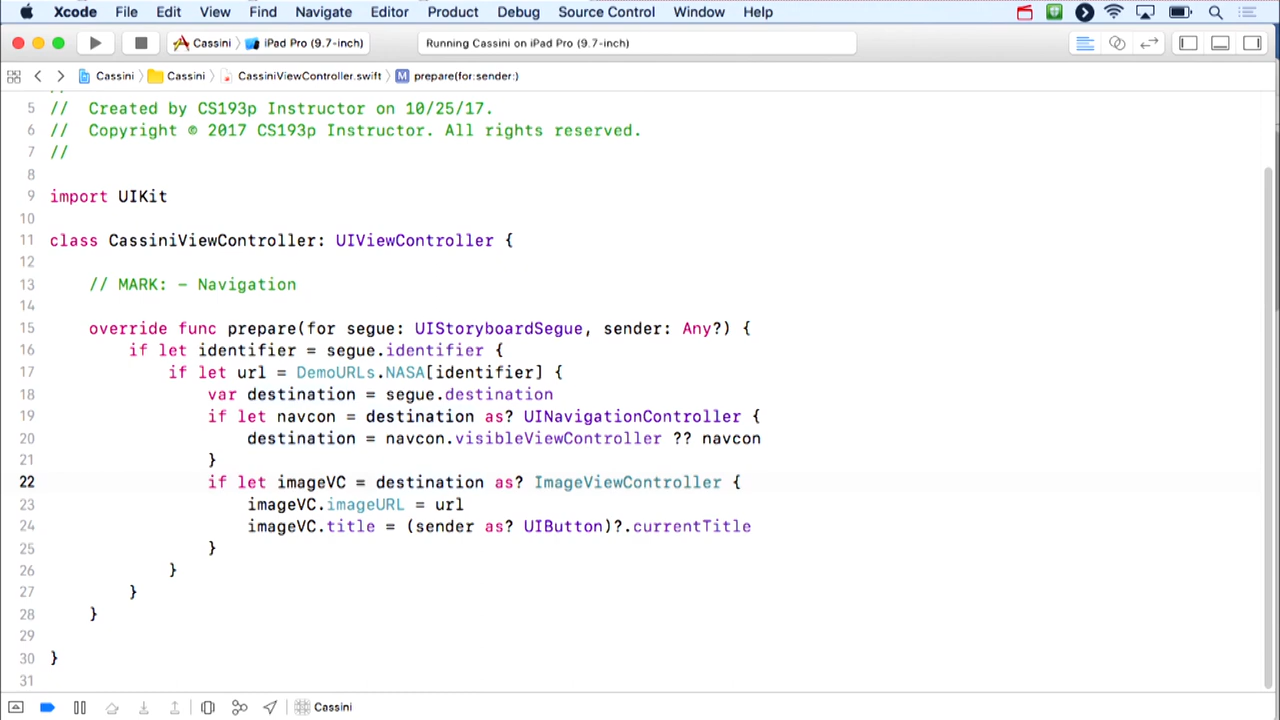 Xcode File Edit View Find Navigate Editor Product Debug Source Control Window Help
Cassini iPad Pro (9.7-inch) Running Cassini on iPad Pro (9.7-inch)
Cassini Cassini CassiniViewController.swift M prepare(for:sender:)
5 // Created by CS193p Instructor on 10/25/17.
6 // Copyright © 2017 CS193p Instructor. All rights reserved.
7 //
8
9 import UIKit
10
11 class CassiniViewController: UIViewController {
12
13 // MARK: - Navigation
14
15 override func prepare(for segue: UIStoryboardSegue, sender: Any?) {
16 if let identifier = segue.identifier {
17 if let url = DemoURLs.NASA[identifier] {
18 var destination = segue.destination
19 if let navcon = destination as? UINavigationController {
20 destination = navcon.visibleViewController ?? navcon
21 }
22 if let imageVC = destination as? ImageViewController {
23 imageVC.imageURL = url
24 imageVC.title = (sender as? UIButton)?.currentTitle
25 }
26 }
27 }
28 }
29
30 }
31
Cassini